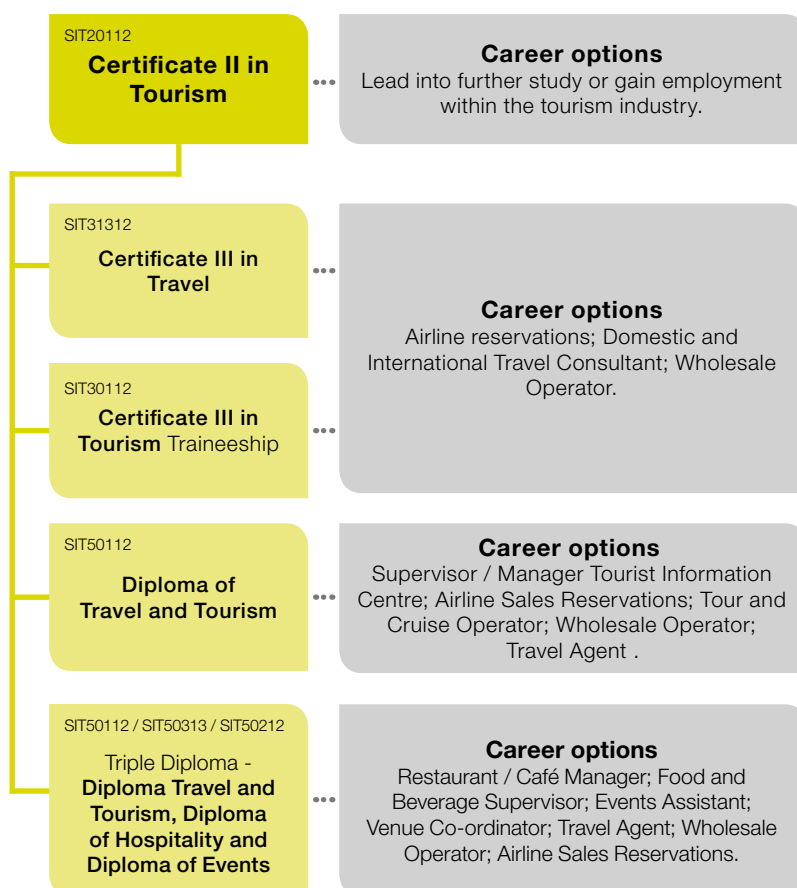 SIT20112
Certificate II in
Tourism
Career options
Lead into further study or gain employment
within the tourism industry.
SIT31312
Certificate III in
Travel
SIT30112
Certificate III in
Tourism Traineeship
Career options
Airline reservations; Domestic and
International Travel Consultant; Wholesale
Operator.
SIT50112
Diploma of
Travel and Tourism
Career options
Supervisor / Manager Tourist Information
Centre; Airline Sales Reservations; Tour and
Cruise Operator; Wholesale Operator;
Travel Agent .
SIT50112 / SIT50313 / SIT50212
Triple Diploma -
Diploma Travel and
Tourism, Diploma
of Hospitality and
Diploma of Events
Career options
Restaurant / Café Manager; Food and
Beverage Supervisor; Events Assistant;
Venue Co-ordinator; Travel Agent; Wholesale
Operator; Airline Sales Reservations.